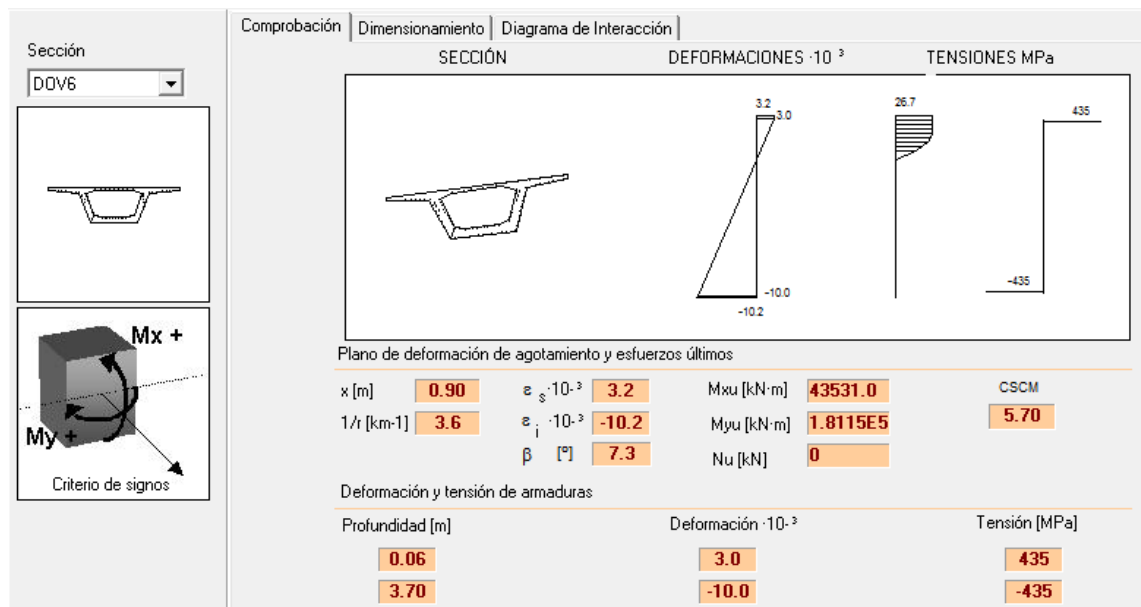 Comprobación Dimensionamiento Diagrama de Interacción
Sección
DOV6
SECCIÓN DEFORMACIONES ·10 ³ TENSIONES MPa
3.2
3.0
-10.0
-10.2
26.7
435
-435
Mx +
My +
Criterio de signos
Plano de deformación de agotamiento y esfuerzos últimos
x [m] 0.90 ε s·10-³ 3.2 Mxu [kN·m] 43531.0 CSCM
1/r [km-1] 3.6 ε i ·10-³ -10.2 Myu [kN·m] 1.8115E5 5.70
β [º] 7.3 Nu [kN] 0
Deformación y tensión de armaduras
Profundidad [m] Deformación ·10-³ Tensión [MPa]
0.06 3.0 435
3.70 -10.0 -435